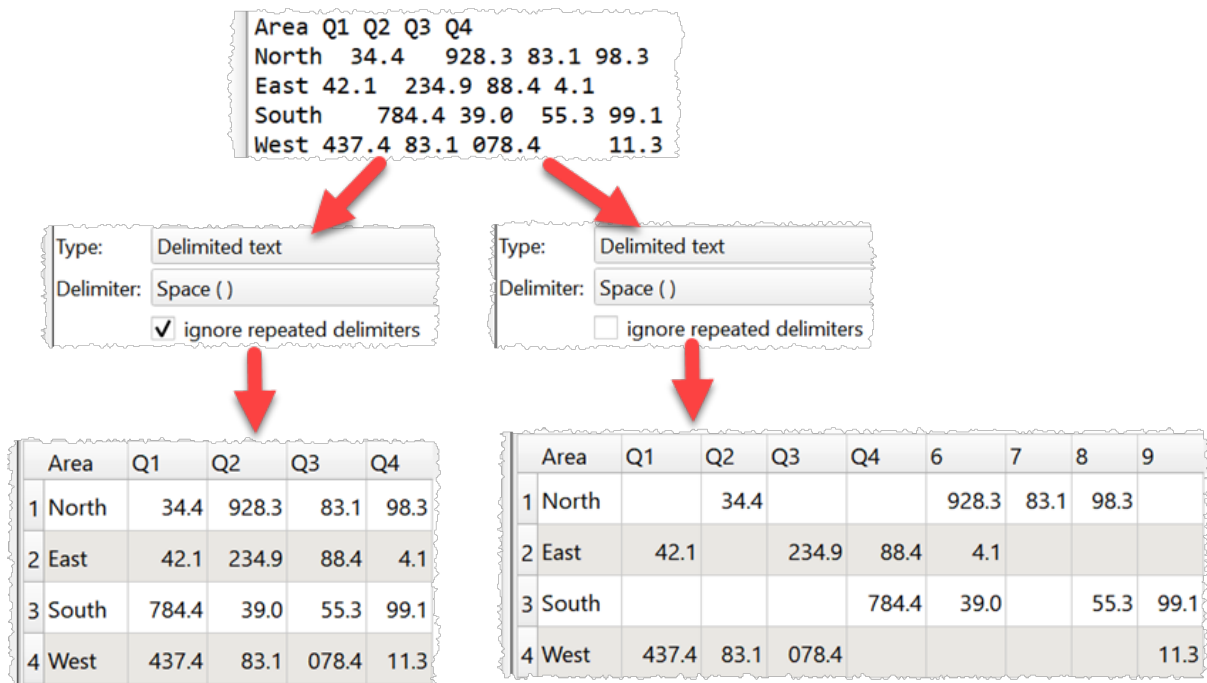 Area Q1 Q2 Q3 Q4
North  34.4   928.3 83.1 98.3
East 42.1  234.9 88.4 4.1
South    784.4 39.0  55.3 99.1
West 437.4 83.1 078.4     11.3
Type: Delimited text
Delimiter: Space ( )
ignore repeated delimiters
Type: Delimited text
Delimiter: Space ( )
ignore repeated delimiters
Area Q1 Q2 Q3 Q4
1 North 34.4 928.3 83.1 98.3
2 East 42.1 234.9 88.4 4.1
3 South 784.4 39.0 55.3 99.1
4 West 437.4 83.1 078.4 11.3
Area Q1 Q2 Q3 Q4 6 7 8 9
1 North 34.4 928.3 83.1 98.3
2 East 42.1 234.9 88.4 4.1
3 South 784.4 39.0 55.3 99.1
4 West 437.4 83.1 078.4 11.3